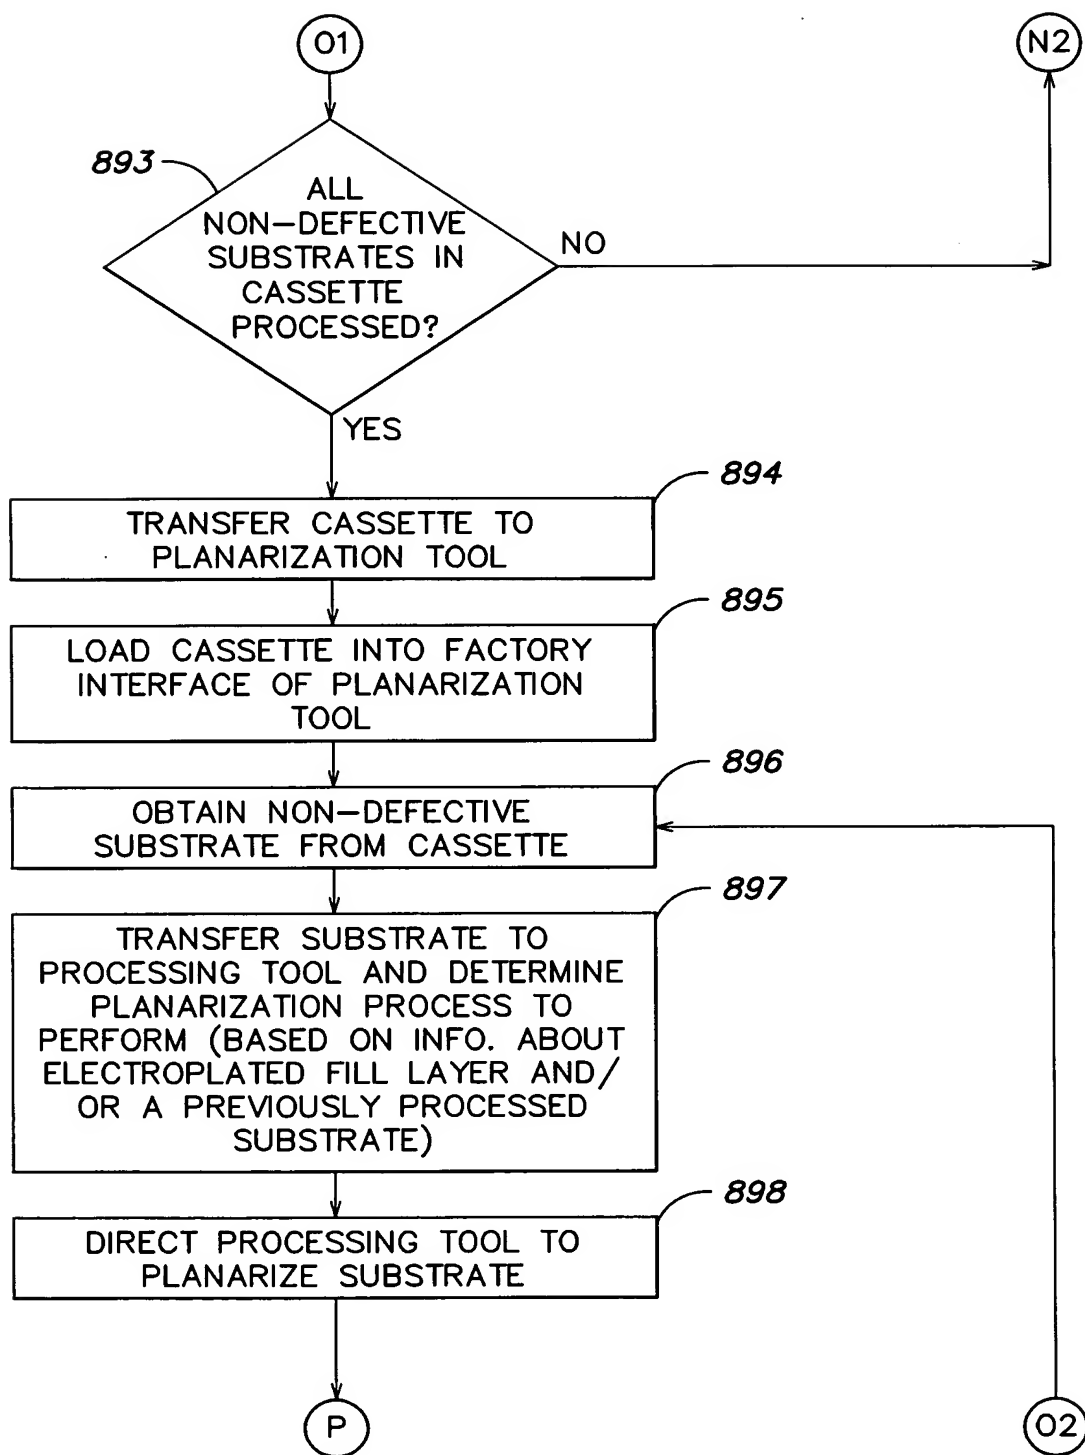 O1
N2
893
ALL
NON-DEFECTIVE
SUBSTRATES IN
CASSETTE
PROCESSED?
NO
YES
894
TRANSFER CASSETTE TO
PLANARIZATION TOOL
895
LOAD CASSETTE INTO FACTORY
INTERFACE OF PLANARIZATION
TOOL
896
OBTAIN NON-DEFECTIVE
SUBSTRATE FROM CASSETTE
897
TRANSFER SUBSTRATE TO
PROCESSING TOOL AND DETERMINE
PLANARIZATION PROCESS TO
PERFORM (BASED ON INFO. ABOUT
ELECTROPLATED FILL LAYER AND/
OR A PREVIOUSLY PROCESSED
SUBSTRATE)
898
DIRECT PROCESSING TOOL TO
PLANARIZE SUBSTRATE
P
O2